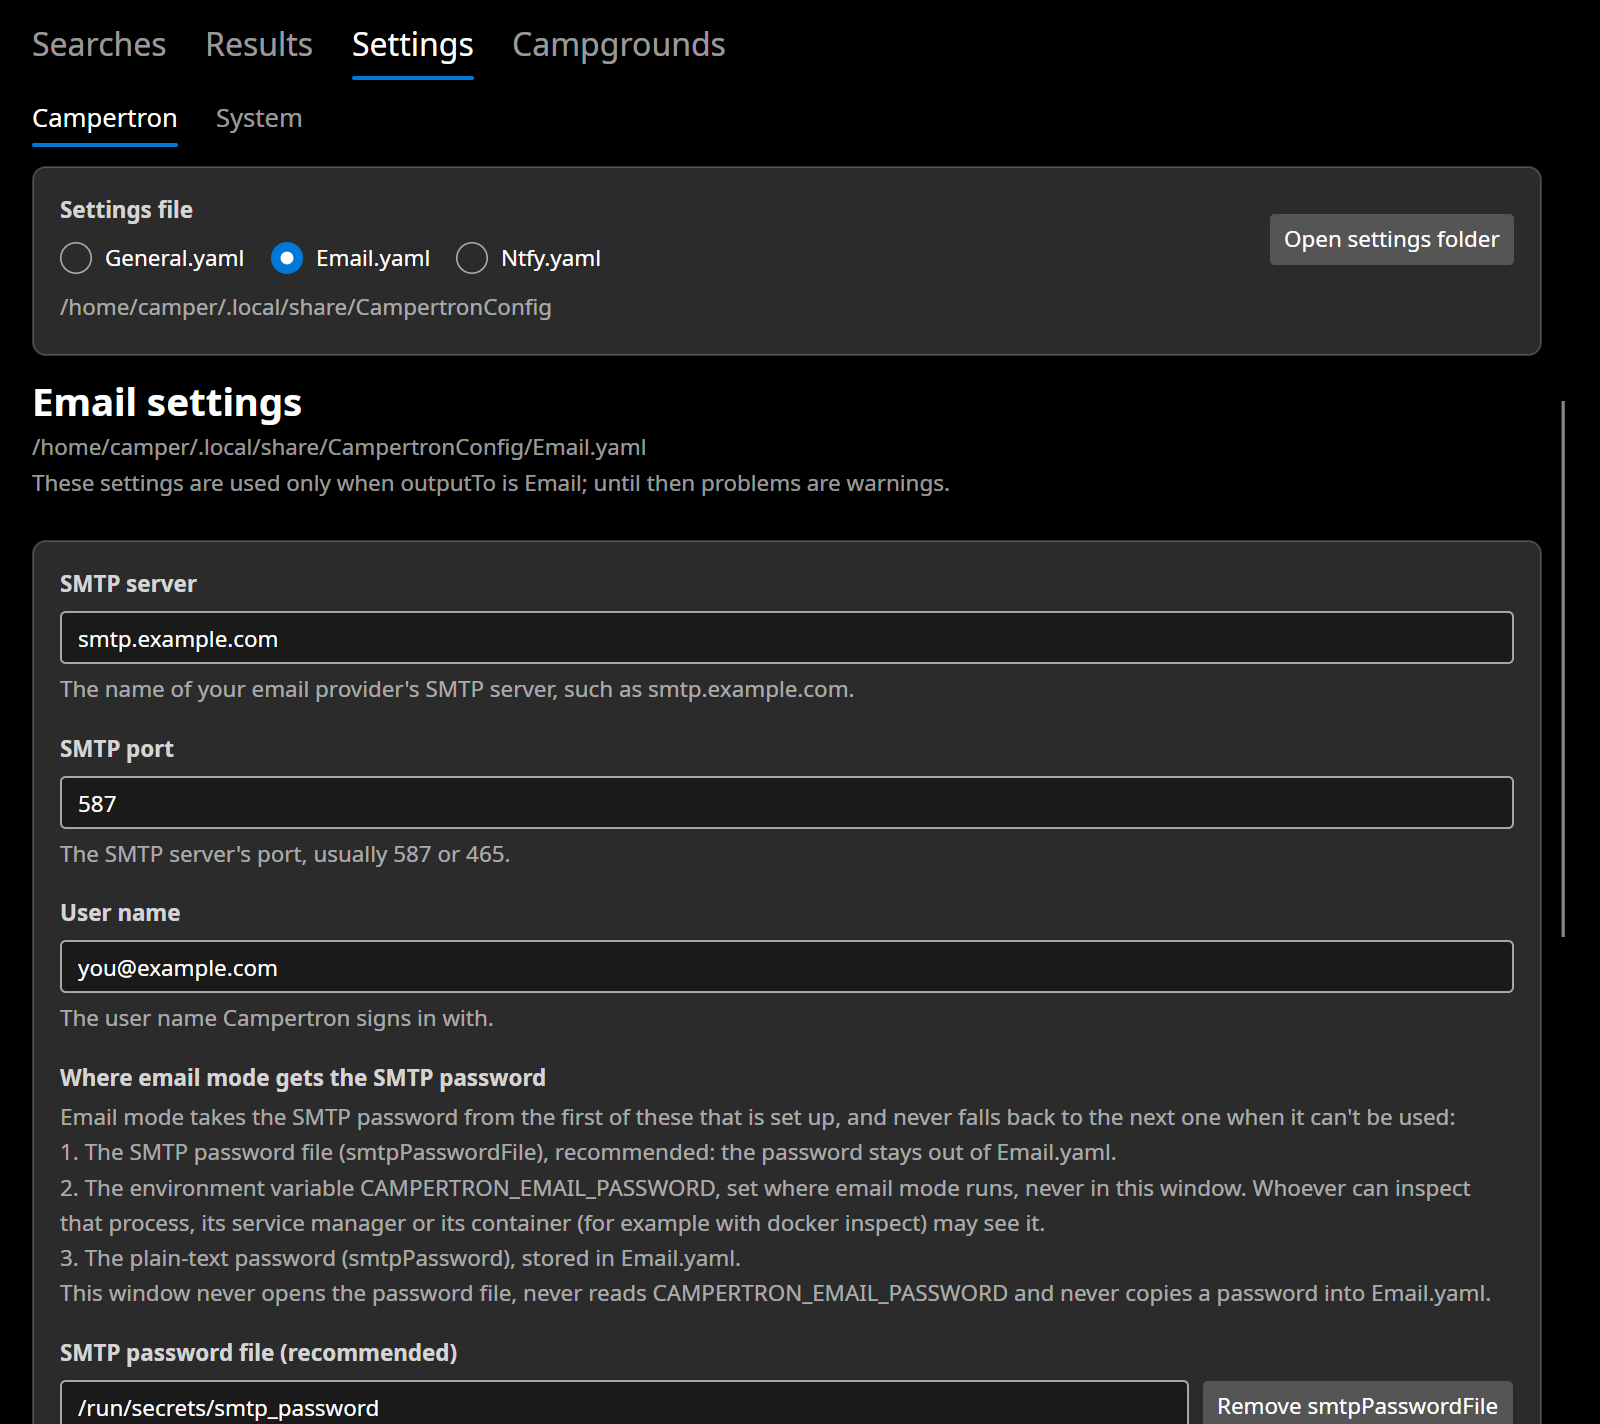 Searches Results Settings Campgrounds
Campertron System
Settings file
General.yaml Email.yaml Ntfy.yaml
Open settings folder
/home/camper/.local/share/CampertronConfig
Email settings
/home/camper/.local/share/CampertronConfig/Email.yaml
These settings are used only when outputTo is Email; until then problems are warnings.
SMTP server
smtp.example.com
The name of your email provider's SMTP server, such as smtp.example.com.
SMTP port
587
The SMTP server's port, usually 587 or 465.
User name
you@example.com
The user name Campertron signs in with.
Where email mode gets the SMTP password
Email mode takes the SMTP password from the first of these that is set up, and never falls back to the next one when it can't be used:
1. The SMTP password file (smtpPasswordFile), recommended: the password stays out of Email.yaml.
2. The environment variable CAMPERTRON_EMAIL_PASSWORD, set where email mode runs, never in this window. Whoever can inspect
that process, its service manager or its container (for example with docker inspect) may see it.
3. The plain-text password (smtpPassword), stored in Email.yaml.
This window never opens the password file, never reads CAMPERTRON_EMAIL_PASSWORD and never copies a password into Email.yaml.
SMTP password file (recommended)
/run/secrets/smtp_password
Remove smtpPasswordFile